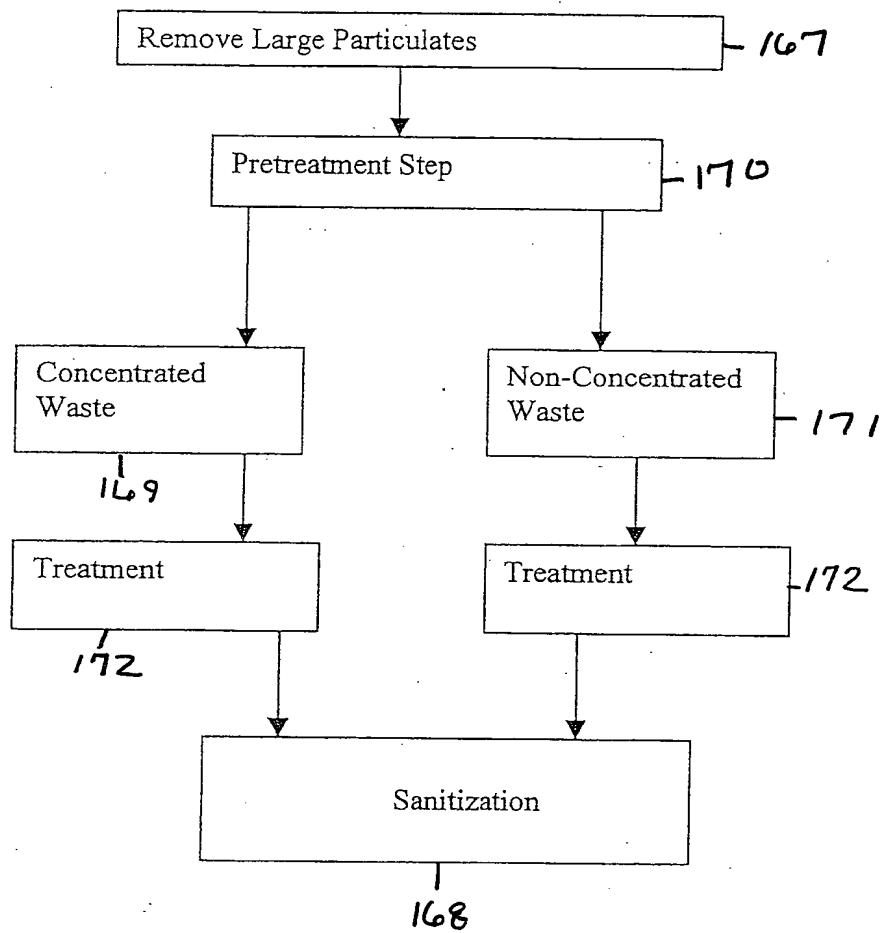 Remove Large Particulates
167
Pretreatment Step
170
Concentrated
Waste
169
Non-Concentrated
Waste
171
Treatment
172
Treatment
172
Sanitization
168